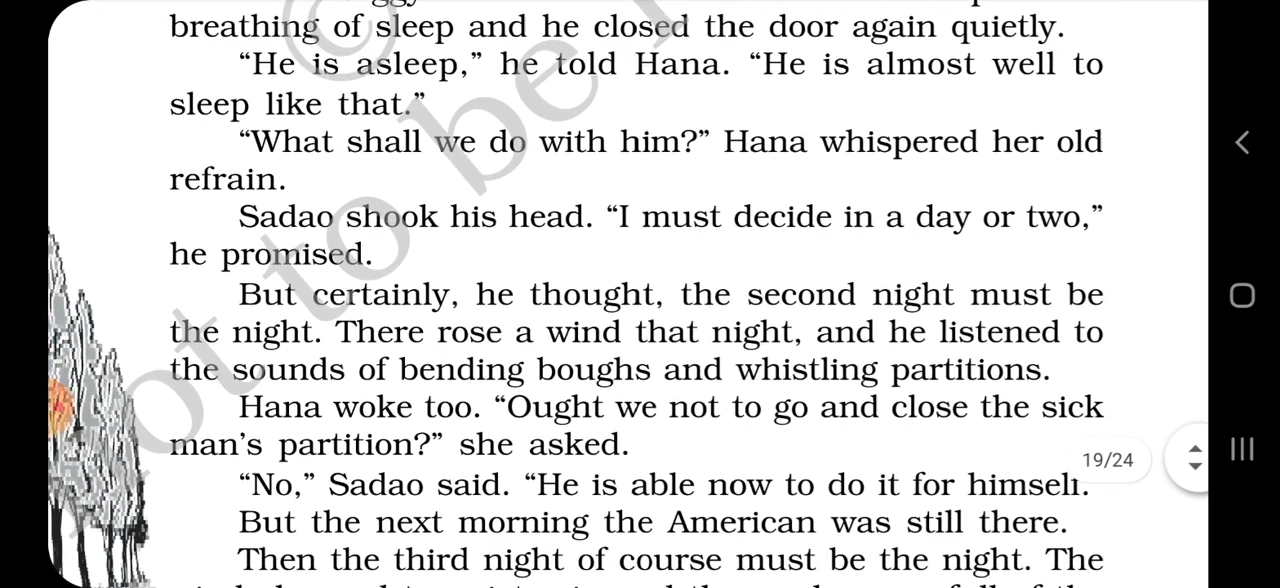 breathing of sleep and he closed the door again quietly.
“He is asleep,” he told Hana. “He is almost well to
sleep like that.”
“What shall we do with him?” Hana whispered her old
refrain.
Sadao shook his head. “I must decide in a day or two,”
he promised.
But certainly, he thought, the second night must be
the night. There rose a wind that night, and he listened to
the sounds of bending boughs and whistling partitions.
Hana woke too. “Ought we not to go and close the sick
man’s partition?” she asked.
“No,” Sadao said. “He is able now to do it for himself.
19/24
But the next morning the American was still there.
Then the third night of course must be the night. The
© not to be